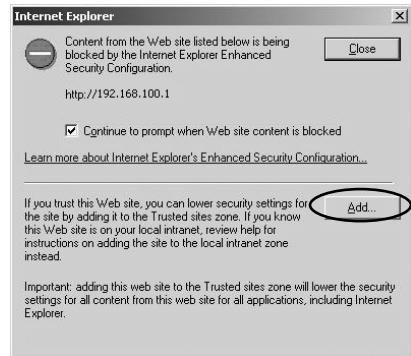 Internet Explorer
Content from the Web site listed below is being
blocked by the Internet Explorer Enhanced
Security Configuration.
Close
http://192.168.100.1
Continue to prompt when Web site content is blocked
Learn more about Internet Explorer's Enhanced Security Configuration...
If you trust this Web site, you can lower security settings for
the site by adding it to the Trusted sites zone. If you know
this Web site is on your local intranet, review help for
instructions on adding the site to the local intranet zone
instead.
Add...
Important: adding this web site to the Trusted sites zone will lower the security
settings for all content from this web site for all applications, including Internet
Explorer.